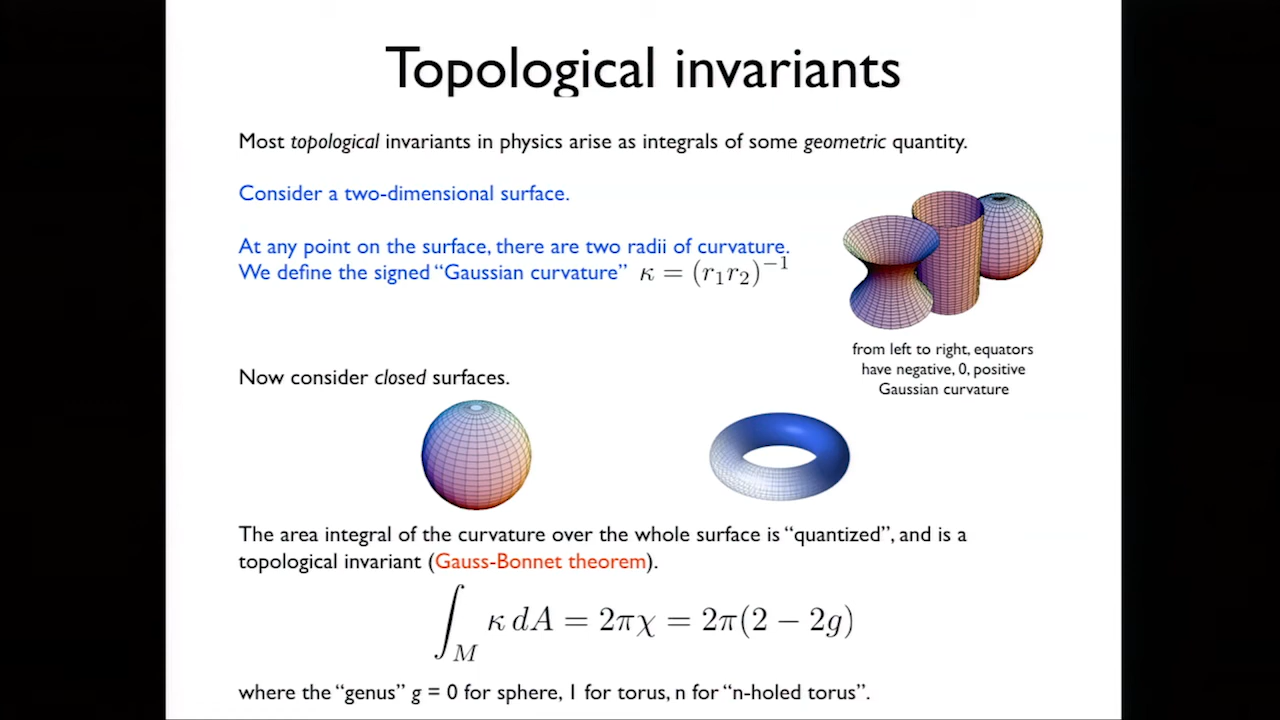 Topological invariants
Most topological invariants in physics arise as integrals of some geometric quantity.
Consider a two-dimensional surface.
At any point on the surface, there are two radii of curvature.
We define the signed “Gaussian curvature” κ = (r₁r₂)⁻¹
from left to right, equators
have negative, 0, positive
Gaussian curvature
Now consider closed surfaces.
The area integral of the curvature over the whole surface is “quantized”, and is a
topological invariant (Gauss-Bonnet theorem).
∫_M κ dA = 2πχ = 2π(2 − 2g)
where the “genus” g = 0 for sphere, 1 for torus, n for “n-holed torus”.